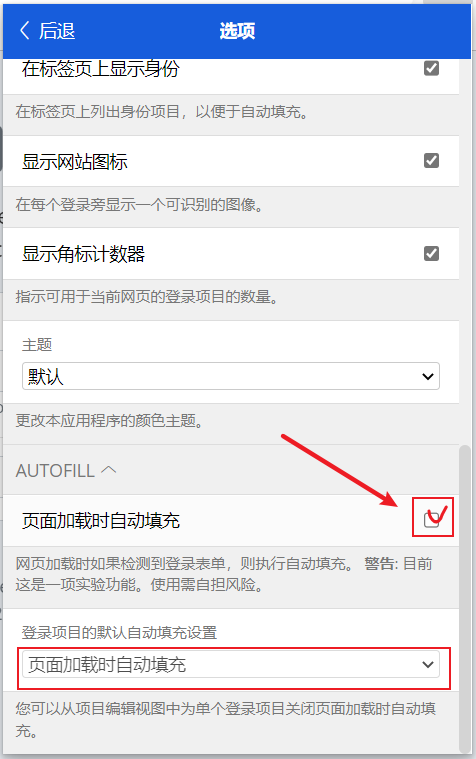 后退
选项
在标签页上显示身份
在标签页上列出身份项目，以便于自动填充。
显示网站图标
在每个登录旁显示一个可识别的图像。
显示角标计数器
指示可用于当前网页的登录项目的数量。
主题
默认
更改本应用程序的颜色主题。
AUTOFILL
页面加载时自动填充
网页加载时如果检测到登录表单，则执行自动填充。 警告: 目前
这是一项实验功能。使用需自担风险。
登录项目的默认自动填充设置
页面加载时自动填充
您可以从项目编辑视图中为单个登录项目关闭页面加载时自动填
充。